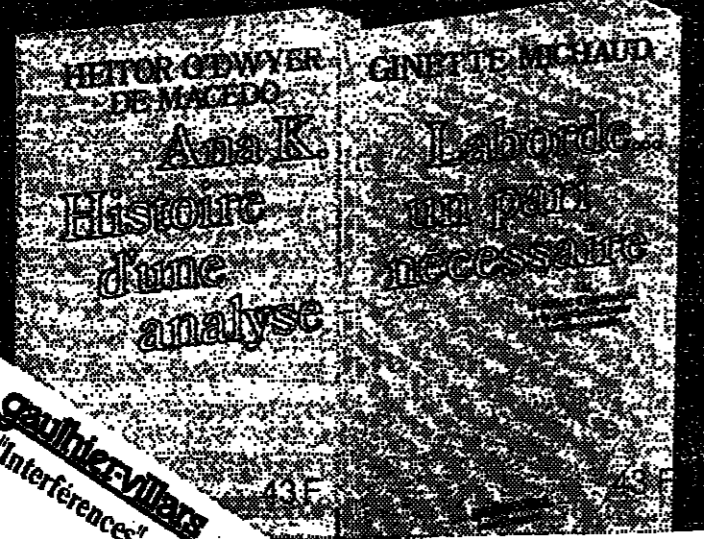 HEITOR O'DWYER
DE MACEDO
Ana K.
Histoire
d'une
analyse
43 F
GINETTE MICHAUD
Laborde...
un pari
nécessaire
43 F
gauthier-villars
"Interférences"